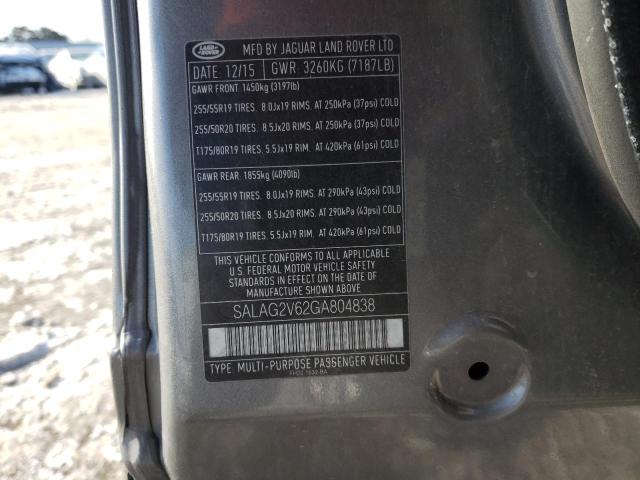 LAND ROVER
MFD BY JAGUAR LAND ROVER LTD
DATE: 12/15 GWR 3260KG (7187LB)
GAWR FRONT 1450kg (3197lb)
255/55R19 TIRES. 8.0Jx19 RIMS. AT 250kPa (37psi) COLD
255/50R20 TIRES. 8.5Jx20 RIMS. AT 250kPa (37psi) COLD
T175/80R19 TIRES. 5.5Jx19 RIM. AT 420kPa (61psi) COLD
GAWR REAR 1855kg (4090lb)
255/55R19 TIRES. 8.0Jx19 RIMS. AT 290kPa (43psi) COLD
255/50R20 TIRES. 8.5Jx20 RIMS. AT 290kPa (43psi) COLD
T175/80R19 TIRES. 5.5Jx19 RIM. AT 420kPa (61psi) COLD
THIS VEHICLE CONFORMS TO ALL APPLICABLE
U.S. FEDERAL MOTOR VEHICLE SAFETY
STANDARDS IN EFFECT ON THE DATE OF
MANUFACTURE SHOWN ABOVE
SALAG2V62GA804838
TYPE: MULTI-PURPOSE PASSENGER VEHICLE